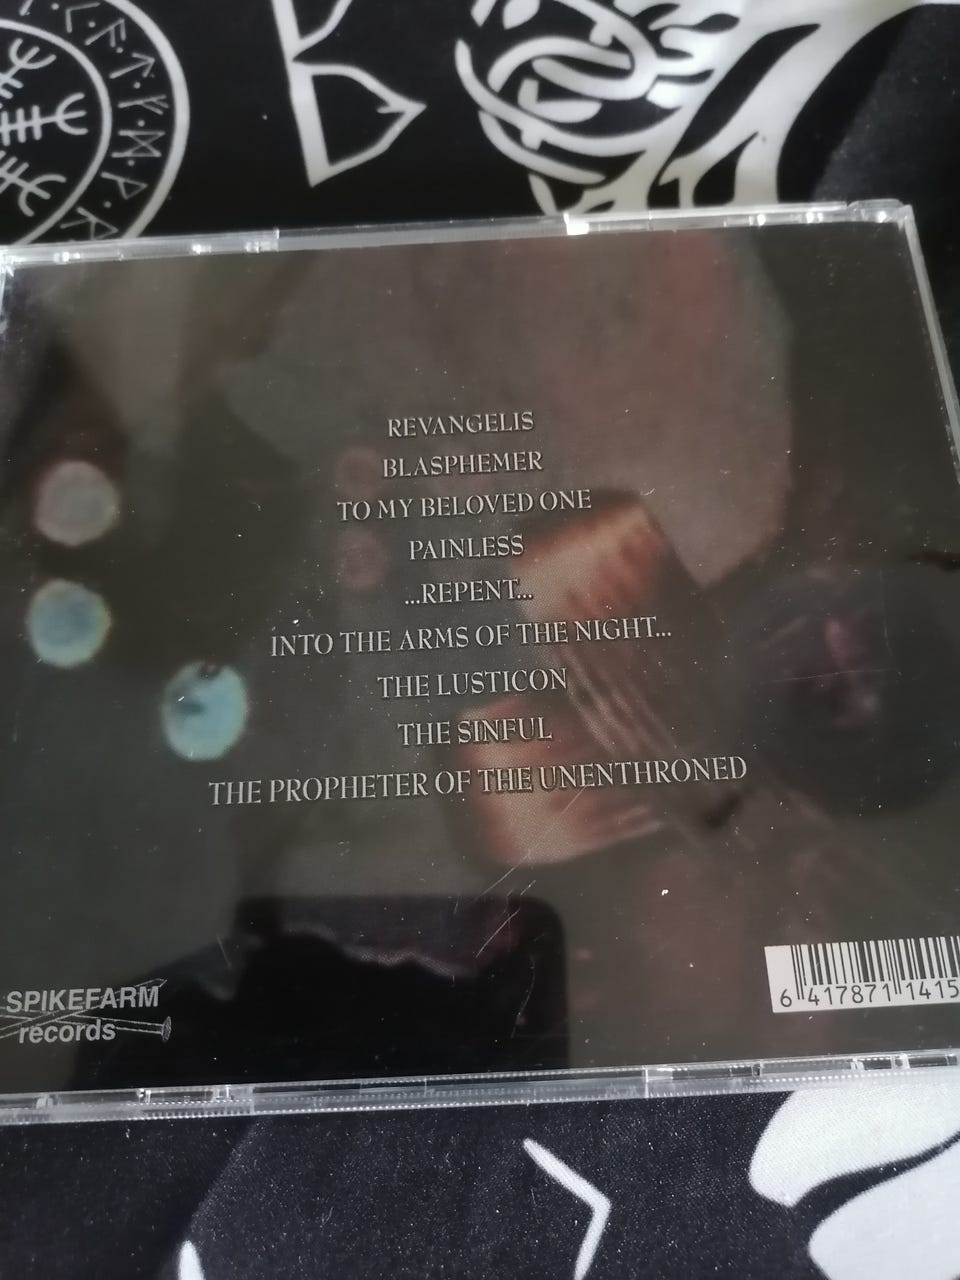 REVANGELIS
BLASPHEMER
TO MY BELOVED ONE
PAINLESS
...REPENT...
INTO THE ARMS OF THE NIGHT...
THE LUSTICON
THE SINFUL
THE PROPHETER OF THE UNENTHRONED
SPIKEFARM
records
6 417871 1415